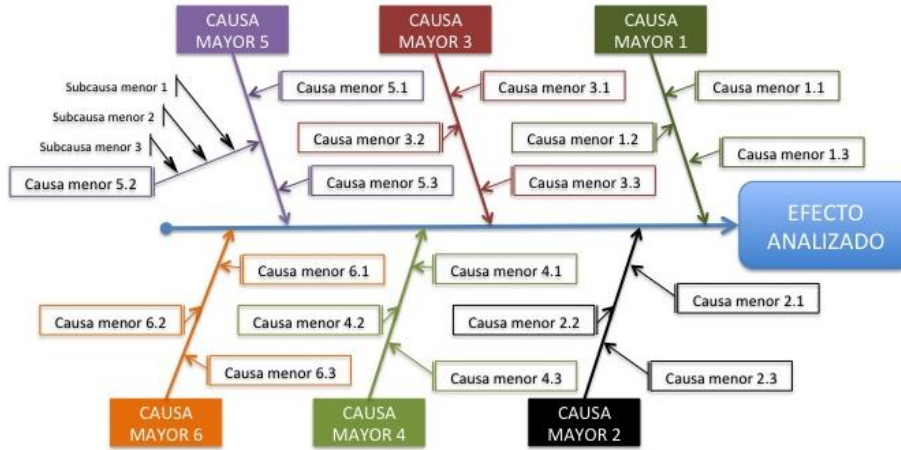 CAUSA
MAYOR 5
CAUSA
MAYOR 3
CAUSA
MAYOR 1
Subcausa menor 1
Subcausa menor 2
Subcausa menor 3
Causa menor 5.1
Causa menor 5.2
Causa menor 5.3
Causa menor 3.1
Causa menor 3.2
Causa menor 3.3
Causa menor 1.1
Causa menor 1.2
Causa menor 1.3
EFECTO
ANALIZADO
Causa menor 6.1
Causa menor 6.2
Causa menor 6.3
Causa menor 4.1
Causa menor 4.2
Causa menor 4.3
Causa menor 2.1
Causa menor 2.2
Causa menor 2.3
CAUSA
MAYOR 6
CAUSA
MAYOR 4
CAUSA
MAYOR 2